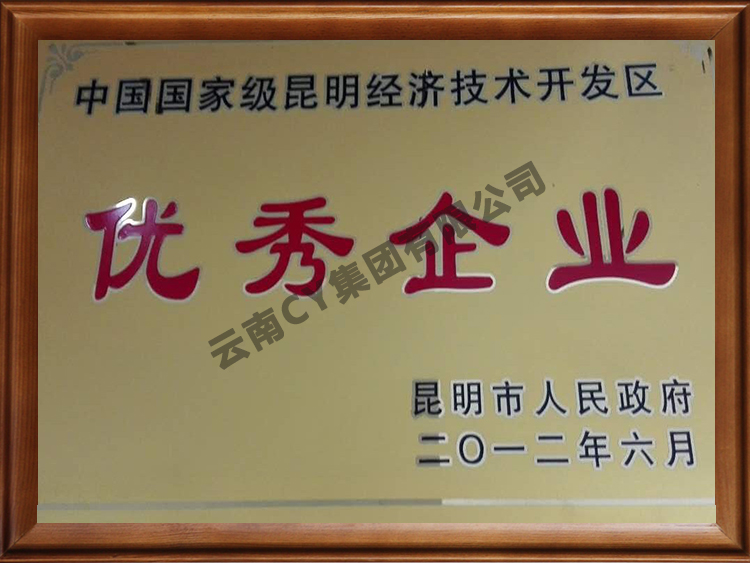 中国国家级昆明经济技术开发区
优秀企业
云南CY集团有限公司
昆明市人民政府
二〇一二年六月